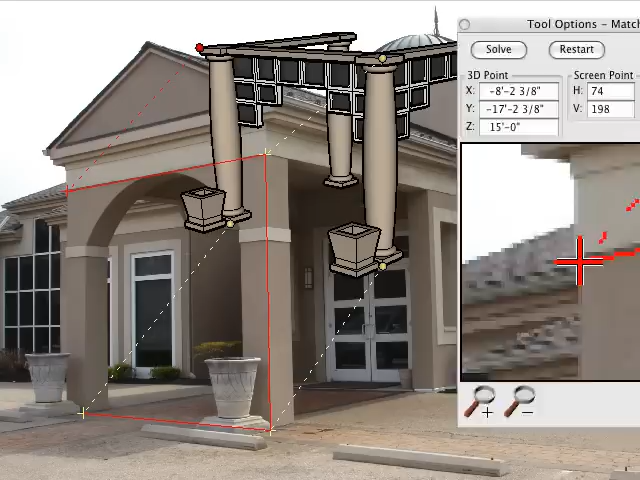 Tool Options – Match
Solve Restart
3D Point Screen Point
X: -8'-2 3/8" H: 74
Y: -17'-2 3/8" V: 198
Z: 15'-0"